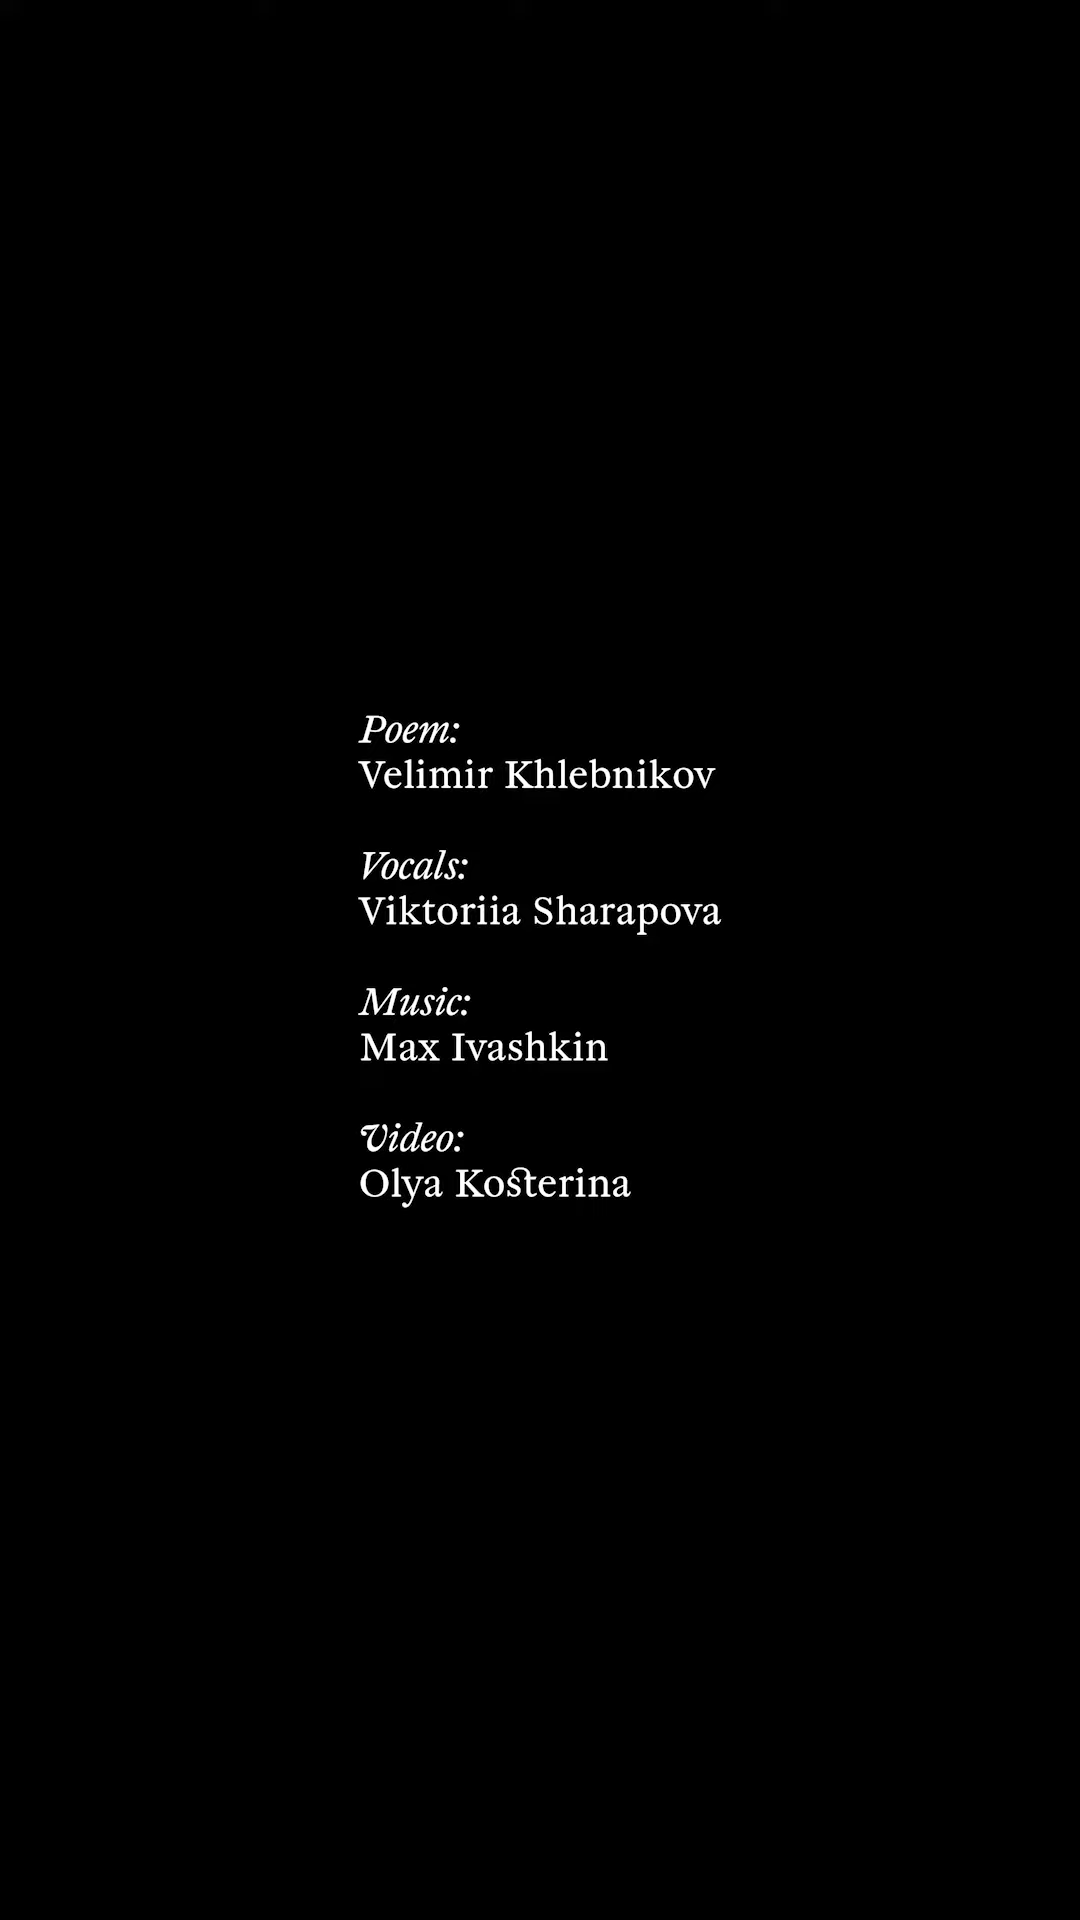 Poem:
Velimir Khlebnikov
Vocals:
Viktoriia Sharapova
Music:
Max Ivashkin
Video:
Olya Kosterina